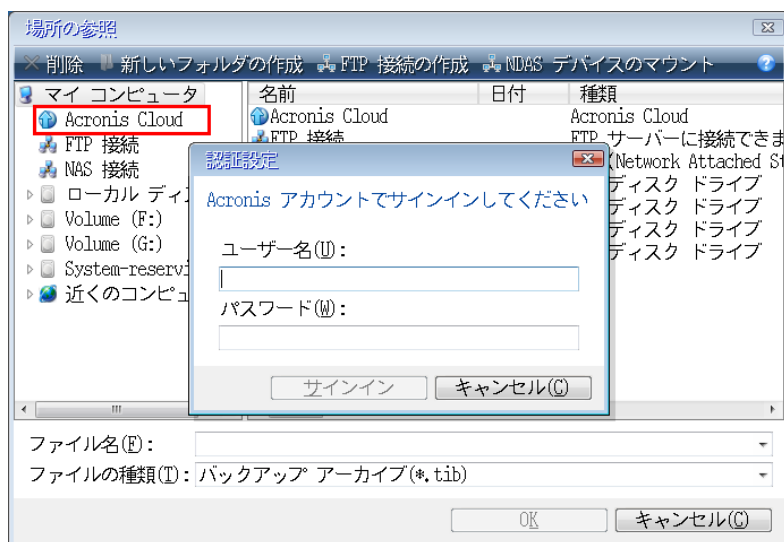 場所の参照
削除 新しいフォルダの作成 FTP 接続の作成 NDAS デバイスのマウント
マイ コンピュータ 名前 日付 種類
Acronis Cloud Acronis Cloud Acronis Cloud
FTP 接続 FTP 接続 FTP サーバーに接続できま
NAS 接続 (Network Attached St
ローカル ディ ディスク ドライブ
Volume (F:) ディスク ドライブ
Volume (G:) ディスク ドライブ
System-reservi ディスク ドライブ
近くのコンピュ
認証設定
Acronis アカウントでサインインしてください
ユーザー名(U):
パスワード(W):
サインイン キャンセル(C)
ファイル名(F):
ファイルの種類(T): バックアップ アーカイブ(*.tib)
OK キャンセル(C)